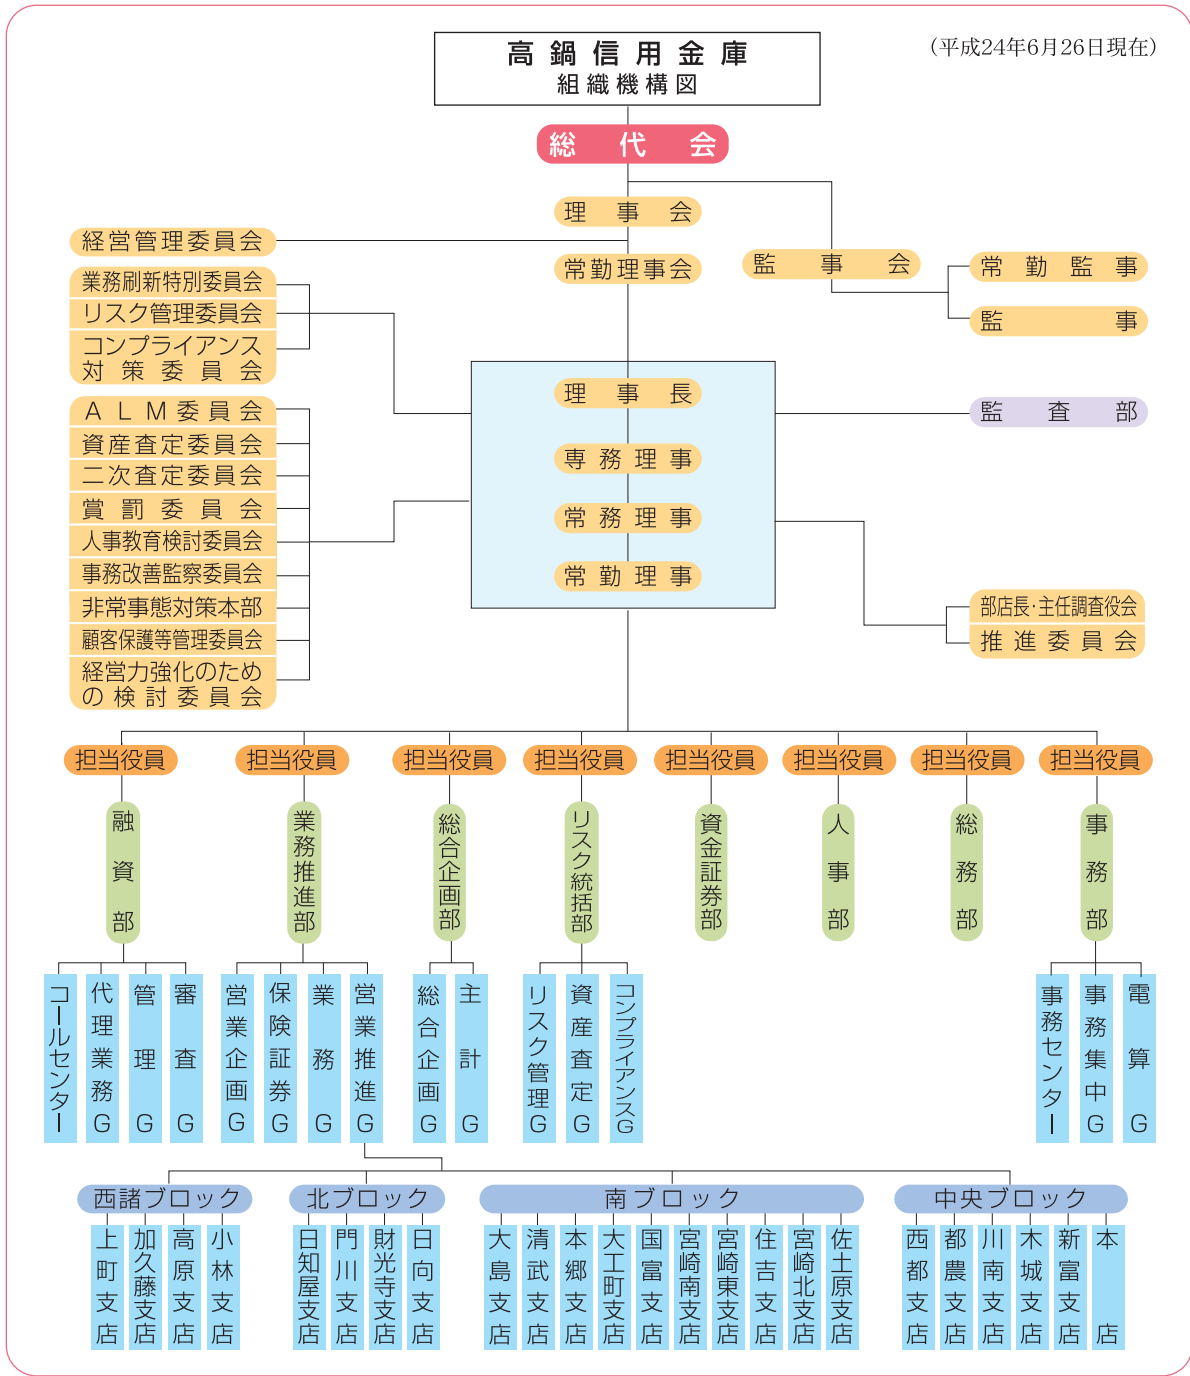 (平成24年6月26日現在)
高鍋信用金庫
組織機構図
総代会
理事会
経営管理委員会
常勤理事会
監事会
常勤監事
監事
業務刷新特別委員会
リスク管理委員会
コンプライアンス
対策委員会
理事長
専務理事
常務理事
常勤理事
監査部
ALM委員会
資産査定委員会
二次査定委員会
賞罰委員会
人事教育検討委員会
事務改善監察委員会
非常事態対策本部
顧客保護等管理委員会
経営力強化のため
の検討委員会
部店長・主任調査役会
推進委員会
担当役員
担当役員
担当役員
担当役員
担当役員
担当役員
担当役員
担当役員
融資部
業務推進部
総合企画部
リスク統括部
資金証券部
人事部
総務部
事務部
コールセンター
代理業務G
管理G
審査G
営業企画G
保険証券G
業務G
営業推進G
総合企画G
主計G
リスク管理G
資産査定G
コンプライアンスG
事務センター
事務集中G
電算G
西諸ブロック
北ブロック
南ブロック
中央ブロック
上町支店
加久藤支店
高原支店
小林支店
日知屋支店
門川支店
財光寺支店
日向支店
大島支店
清武支店
本郷支店
大工町支店
国富支店
宮崎南支店
宮崎東支店
住吉支店
宮崎北支店
佐土原支店
西都支店
都農支店
川南支店
木城支店
新富支店
本店